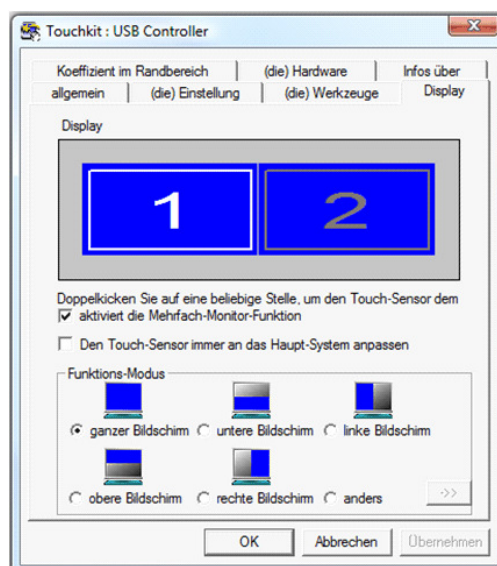 Touchkit : USB Controller
Koeffizient im Randbereich (die) Hardware Infos über
allgemein (die) Einstellung (die) Werkzeuge Display
Display
1 2
Doppelkicken Sie auf eine beliebige Stelle, um den Touch-Sensor dem
aktiviert die Mehrfach-Monitor-Funktion
Den Touch-Sensor immer an das Haupt-System anpassen
Funktions-Modus
ganzer Bildschirm untere Bildschirm linke Bildschirm
obere Bildschirm rechte Bildschirm anders ->>
OK Abbrechen Übernehmen